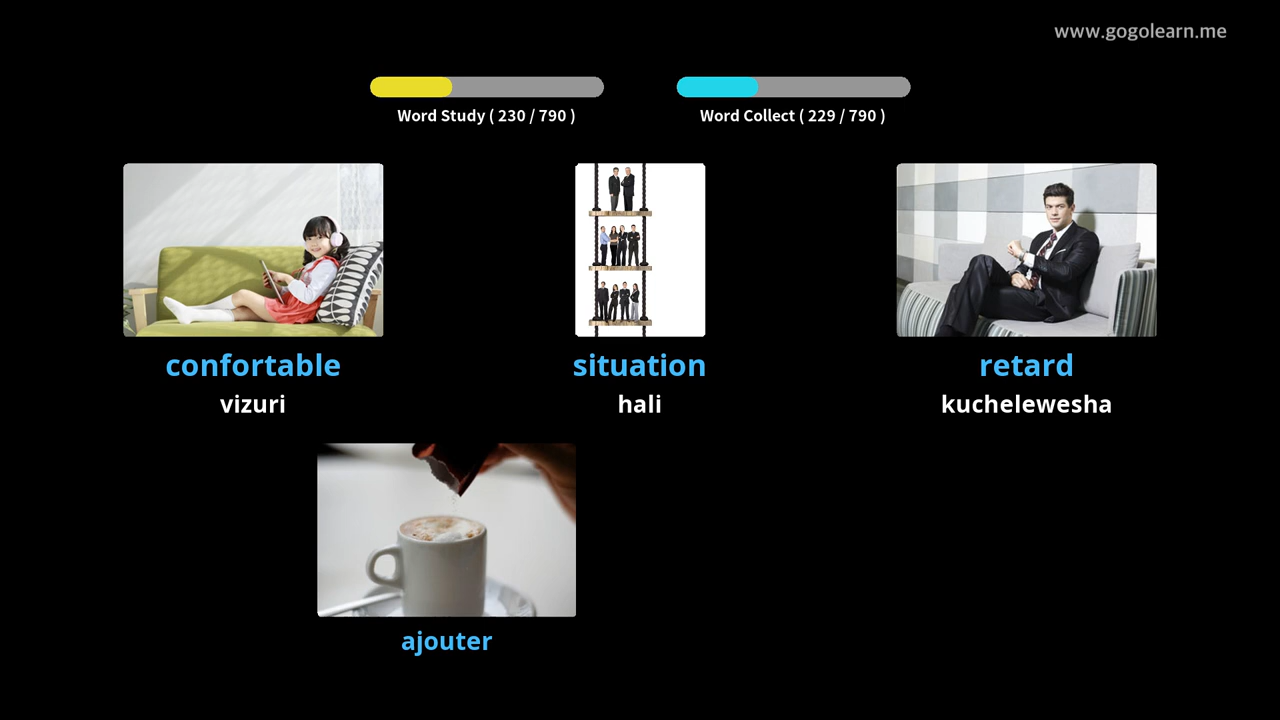 www.gogolearn.me
Word Study ( 230 / 790 )
Word Collect ( 229 / 790 )
confortable
situation
retard
vizuri
hali
kuchelewesha
ajouter